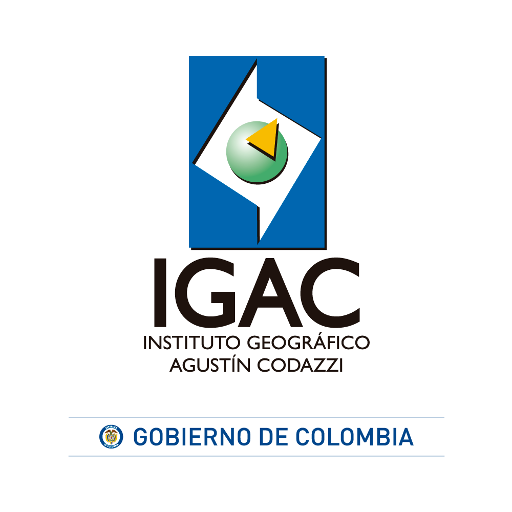 IGAC
INSTITUTO GEOGRÁFICO
AGUSTÍN CODAZZI
GOBIERNO DE COLOMBIA